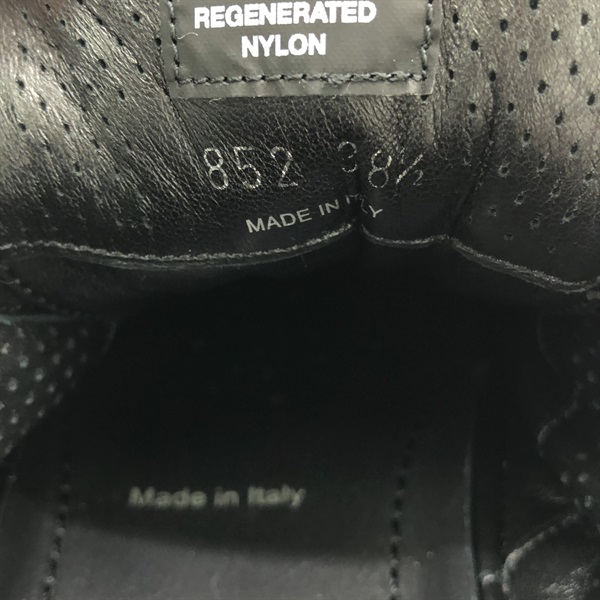 REGENERATED
NYLON
852 38½
MADE IN ITALY
Made in Italy